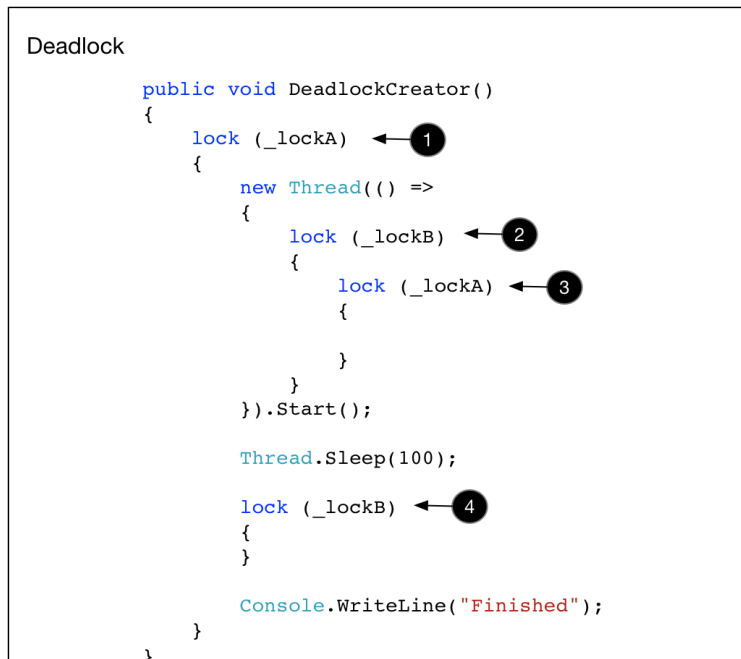 Deadlock
public void DeadlockCreator()
{
lock (_lockA) 1
{
new Thread(() =>
{
lock (_lockB) 2
{
lock (_lockA) 3
{
}
}
}).Start();
Thread.Sleep(100);
lock (_lockB) 4
{
}
Console.WriteLine("Finished");
}
}